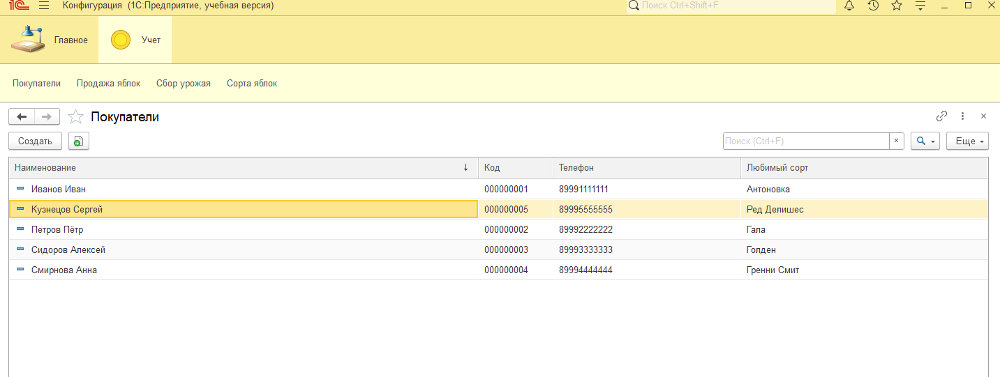 1С Конфигурация (1С:Предприятие, учебная версия) Поиск Ctrl+Shift+F
Главное Учет
Покупатели Продажа яблок Сбор урожая Сорта яблок
Покупатели
Создать Поиск (Ctrl+F) × Еще
Наименование ↓ Код Телефон Любимый сорт
Иванов Иван 000000001 89991111111 Антоновка
Кузнецов Сергей 000000005 89995555555 Ред Делишес
Петров Пётр 000000002 89992222222 Гала
Сидоров Алексей 000000003 89993333333 Голден
Смирнова Анна 000000004 89994444444 Гренни Смит